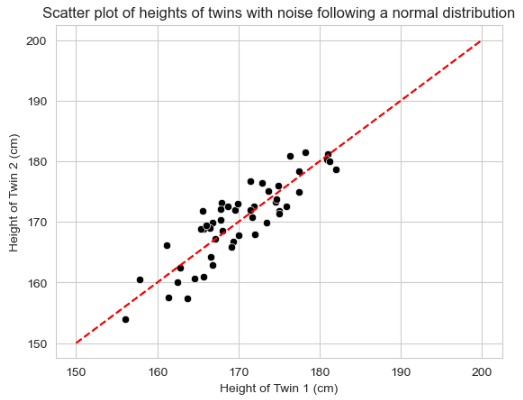 Scatter plot of heights of twins with noise following a normal distribution
200
190
180
170
160
150
Height of Twin 2 (cm)
150 160 170 180 190 200
Height of Twin 1 (cm)